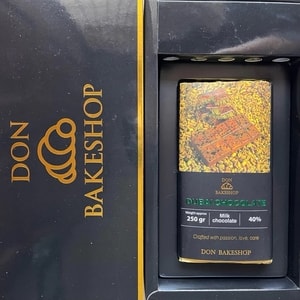 DON
BAKESHOP
DON
BAKESHOP
DUBAI CHOCOLATE
Weight approx
250 gr
Milk
chocolate
40%
Crafted with passion, love, care
DON BAKESHOP